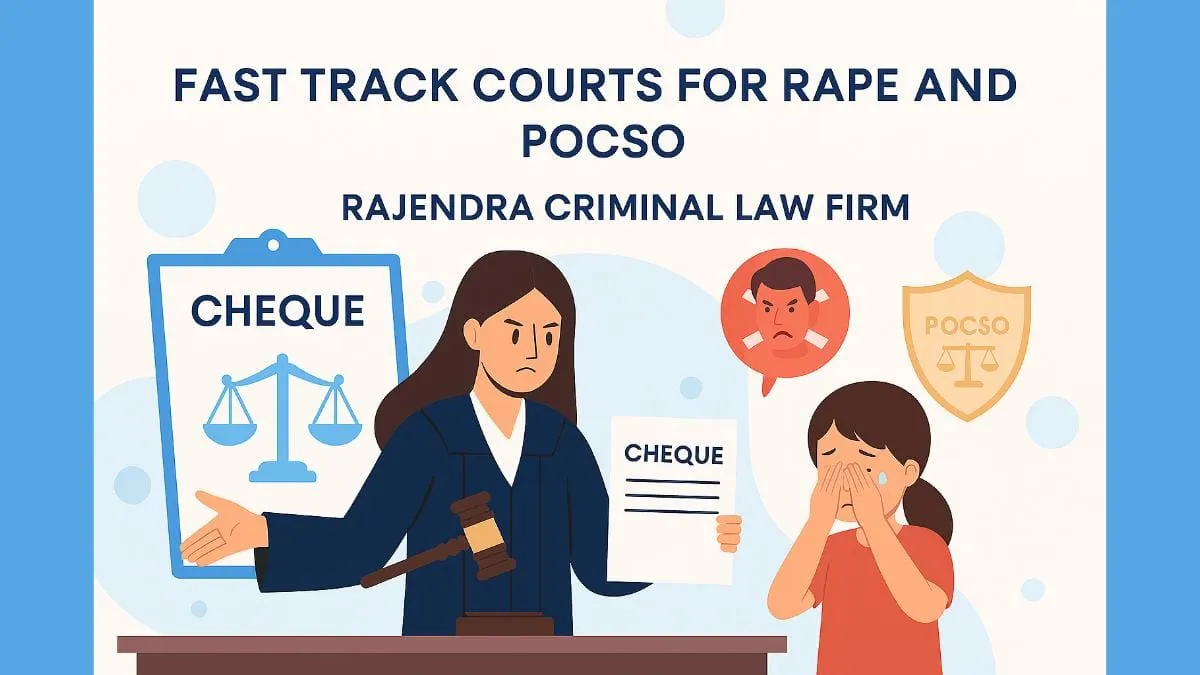 FAST TRACK COURTS FOR RAPE AND
POCSO
RAJENDRA CRIMINAL LAW FIRM
CHEQUE
POCSO
CHEQUE